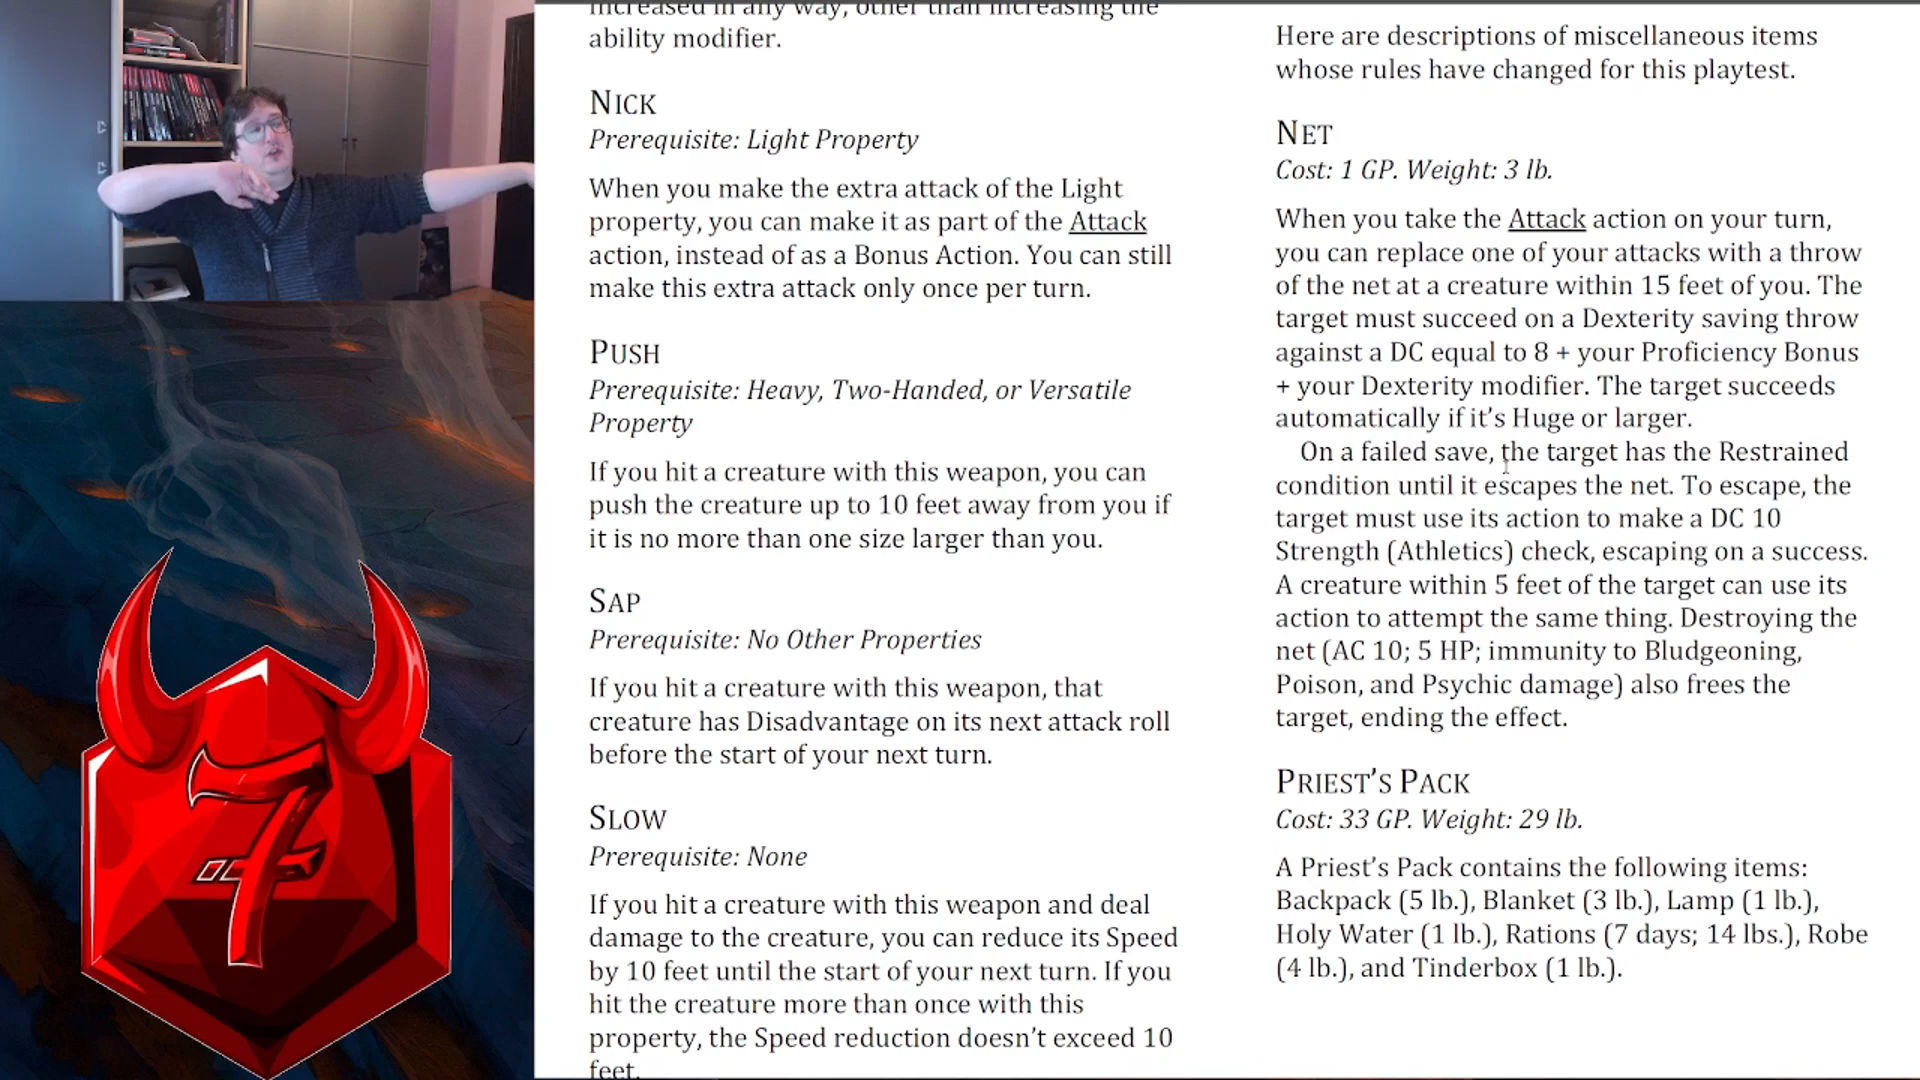 increased in any way, other than increasing the
ability modifier.
NICK
Prerequisite: Light Property
When you make the extra attack of the Light
property, you can make it as part of the Attack
action, instead of as a Bonus Action. You can still
make this extra attack only once per turn.
PUSH
Prerequisite: Heavy, Two-Handed, or Versatile
Property
If you hit a creature with this weapon, you can
push the creature up to 10 feet away from you if
it is no more than one size larger than you.
SAP
Prerequisite: No Other Properties
If you hit a creature with this weapon, that
creature has Disadvantage on its next attack roll
before the start of your next turn.
SLOW
Prerequisite: None
If you hit a creature with this weapon and deal
damage to the creature, you can reduce its Speed
by 10 feet until the start of your next turn. If you
hit the creature more than once with this
property, the Speed reduction doesn’t exceed 10
feet.
Here are descriptions of miscellaneous items
whose rules have changed for this playtest.
NET
Cost: 1 GP. Weight: 3 lb.
When you take the Attack action on your turn,
you can replace one of your attacks with a throw
of the net at a creature within 15 feet of you. The
target must succeed on a Dexterity saving throw
against a DC equal to 8 + your Proficiency Bonus
+ your Dexterity modifier. The target succeeds
automatically if it’s Huge or larger.
On a failed save, the target has the Restrained
condition until it escapes the net. To escape, the
target must use its action to make a DC 10
Strength (Athletics) check, escaping on a success.
A creature within 5 feet of the target can use its
action to attempt the same thing. Destroying the
net (AC 10; 5 HP; immunity to Bludgeoning,
Poison, and Psychic damage) also frees the
target, ending the effect.
PRIEST’S PACK
Cost: 33 GP. Weight: 29 lb.
A Priest’s Pack contains the following items:
Backpack (5 lb.), Blanket (3 lb.), Lamp (1 lb.),
Holy Water (1 lb.), Rations (7 days; 14 lbs.), Robe
(4 lb.), and Tinderbox (1 lb.).
7